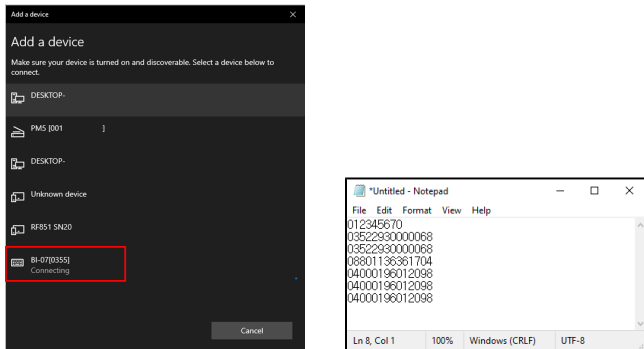 Add a device
Add a device
Make sure your device is turned on and discoverable. Select a device below to
connect.
DESKTOP-
PM5 [001 ]
DESKTOP-
Unknown device
RF851 SN20
BI-07[0355]
Connecting
Cancel
*Untitled - Notepad
File Edit Format View Help
012345670
03522930000068
03522930000068
08801136361704
04000196012098
04000196012098
04000196012098
Ln 8, Col 1 100% Windows (CRLF) UTF-8